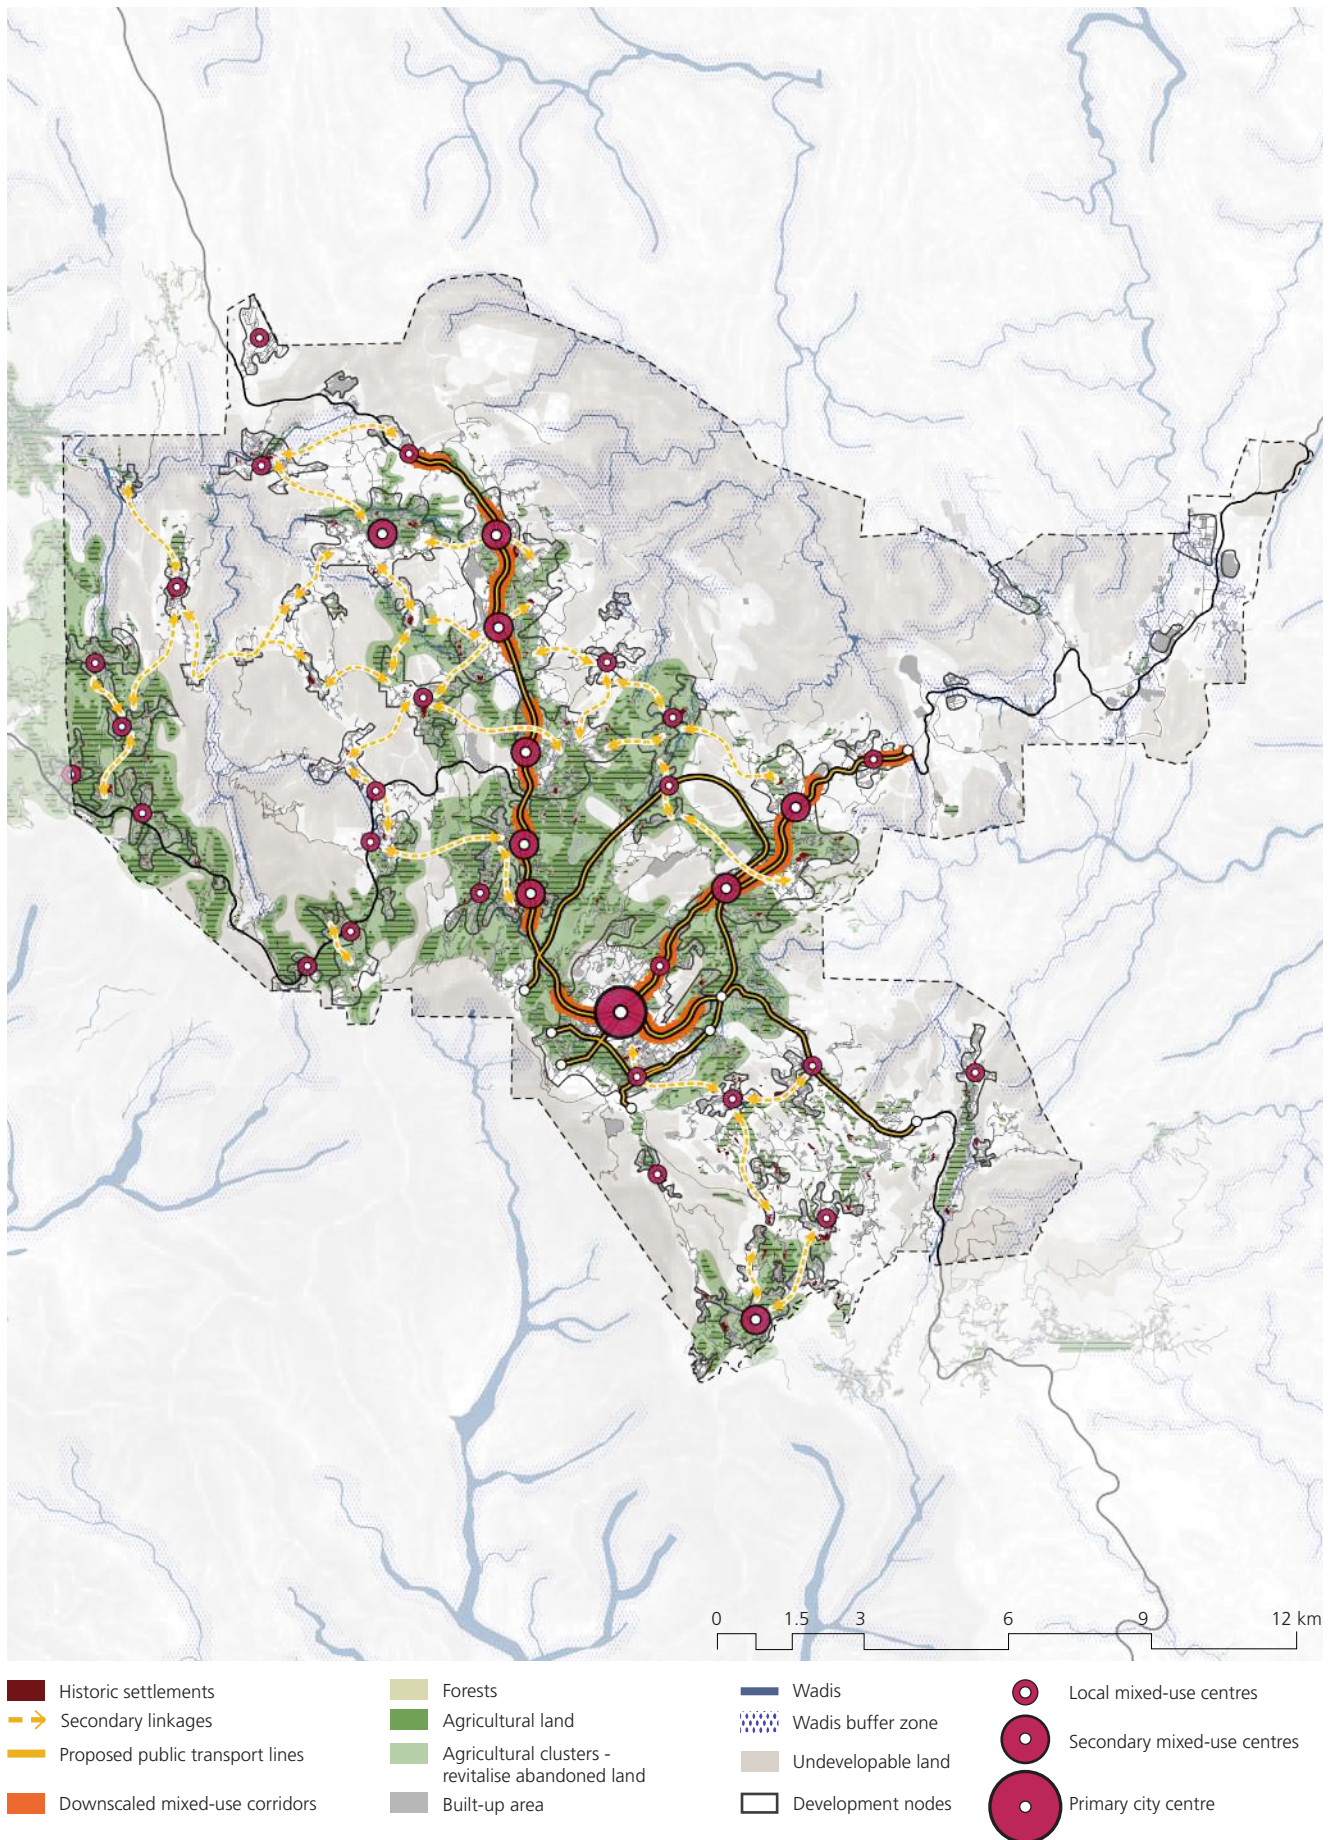 0 1.5 3 6 9 12 km
Historic settlements
Secondary linkages
Proposed public transport lines
Downscaled mixed-use corridors
Forests
Agricultural land
Agricultural clusters -
revitalise abandoned land
Built-up area
Wadis
Wadis buffer zone
Undevelopable land
Development nodes
Local mixed-use centres
Secondary mixed-use centres
Primary city centre